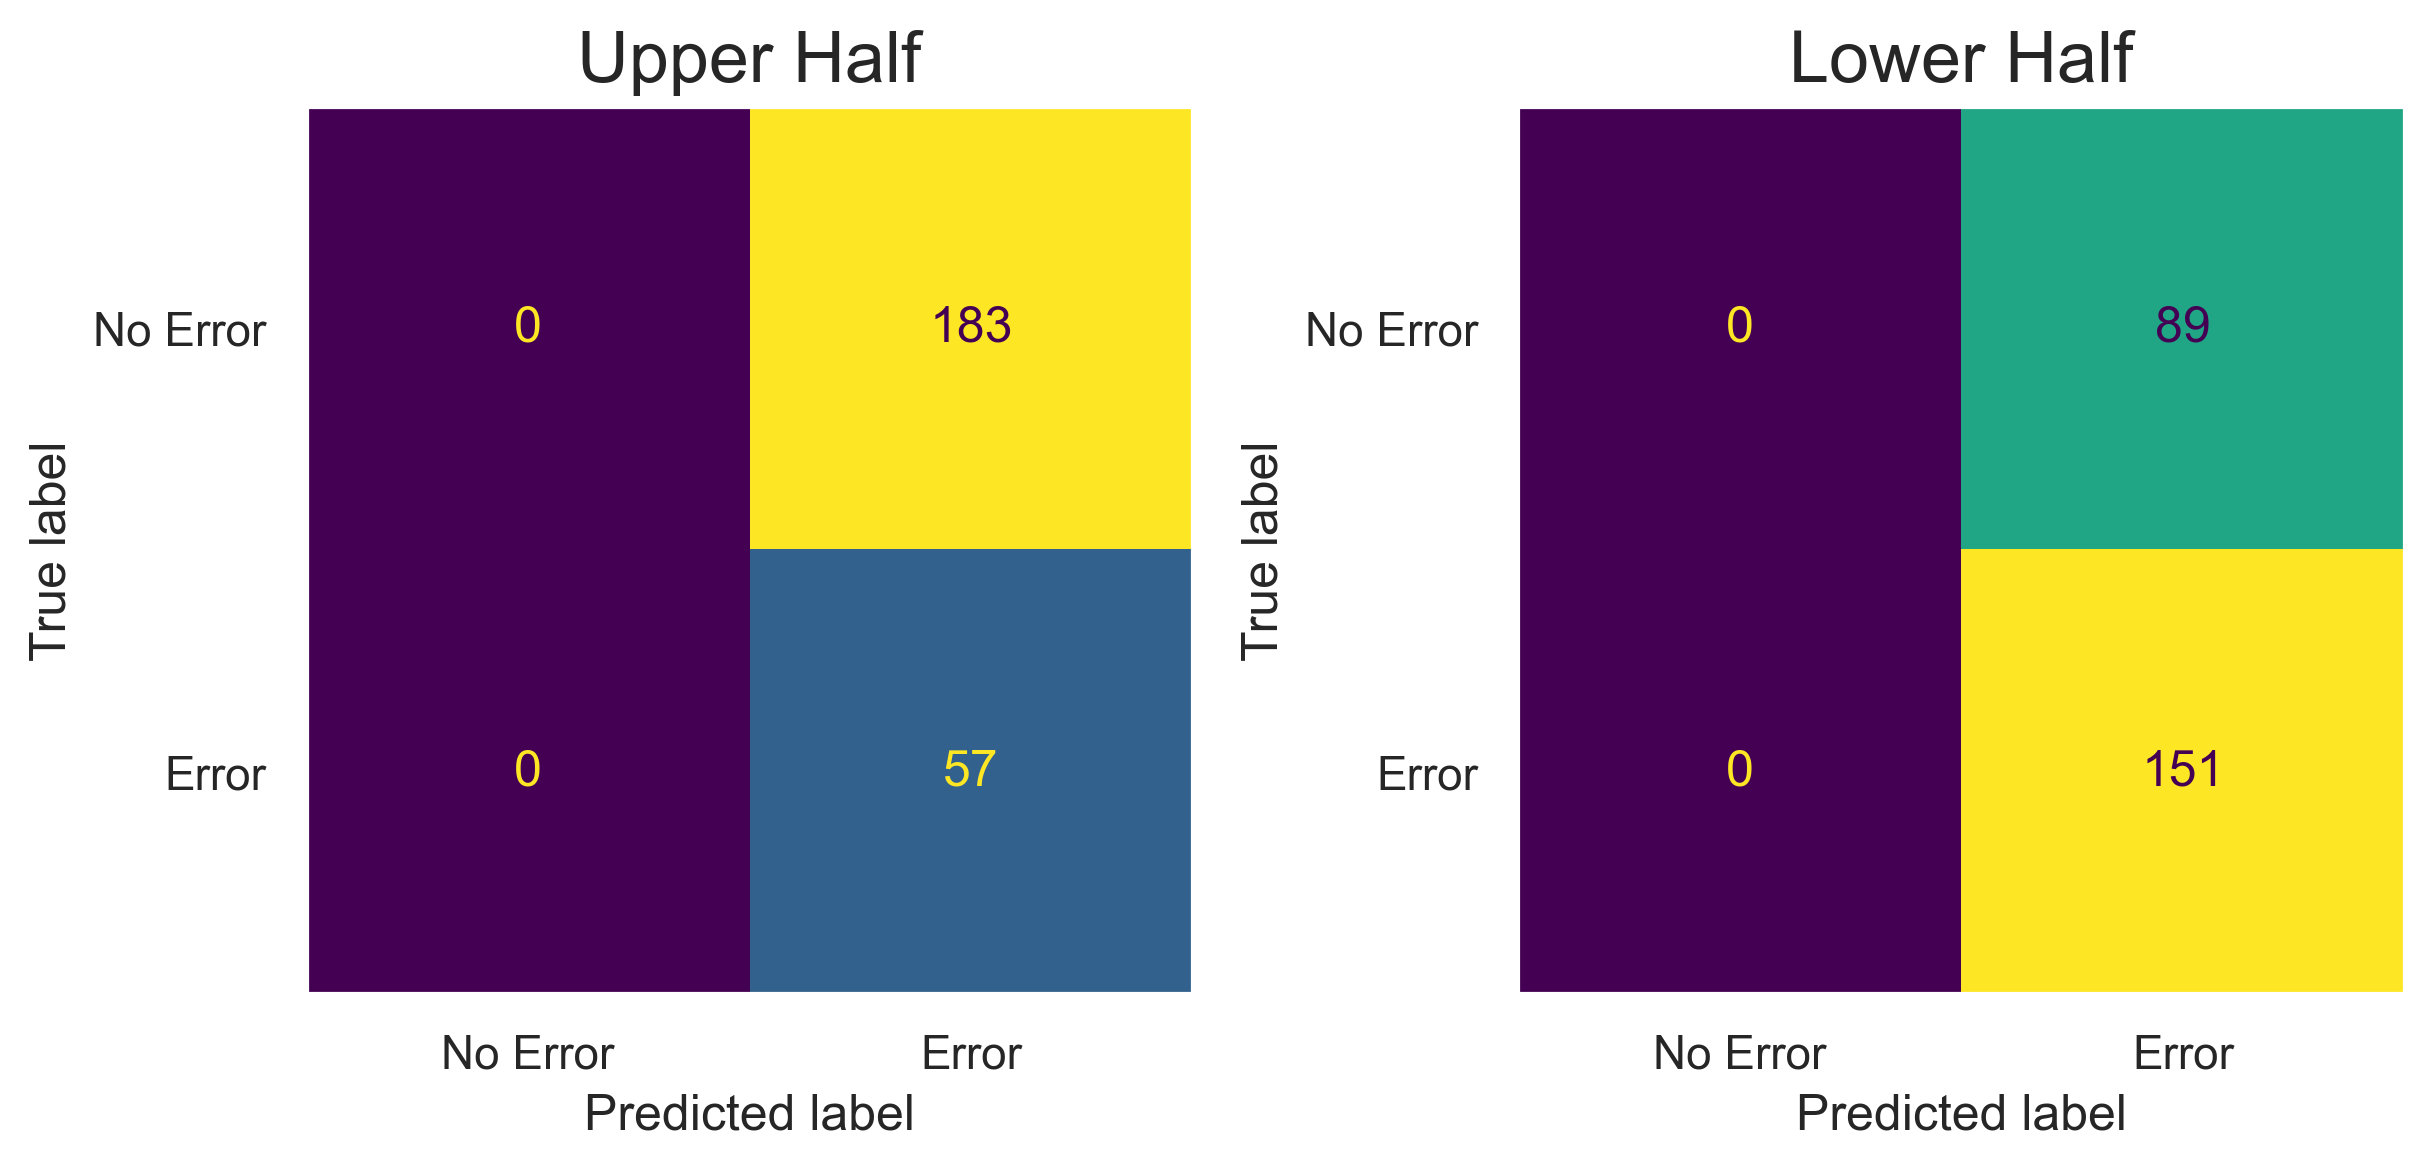 Upper Half
True label
No Error
0
183
Error
0
57
No Error
Error
Predicted label
Lower Half
True label
No Error
0
89
Error
0
151
No Error
Error
Predicted label